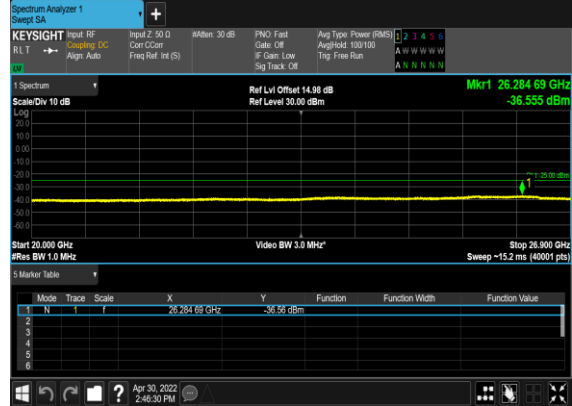 Spectrum Analyzer 1
Swept SA
+
KEYSIGHT
RLT
Input: RF
Coupling: DC
Align: Auto
Input Z: 50 Ω
Corr CCorr
Freq Ref: Int (S)
#Atten: 30 dB
PNO: Fast
Gate: Off
IF Gain: Low
Sig Track: Off
Avg Type: Power (RMS)
Avg|Hold: 100/100
Trig: Free Run
1 2 3 4 5 6
A W W W W W
A N N N N N
1 Spectrum
Scale/Div 10 dB
Ref Lvl Offset 14.98 dB
Ref Level 30.00 dBm
Mkr1 26.284 69 GHz
-36.555 dBm
Log
20.0
10.0
0.00
-10.0
-20.0
-30.0
-40.0
-50.0
-60.0
-25.00 dBm
1
Start 20.000 GHz
#Res BW 1.0 MHz
Video BW 3.0 MHz*
Stop 26.900 GHz
Sweep ~15.2 ms (40001 pts)
5 Marker Table
Mode Trace Scale X Y Function Function Width Function Value
1 N 1 f 26.284 69 GHz -36.56 dBm
2
3
4
5
6
?
Apr 30, 2022
2:46:30 PM